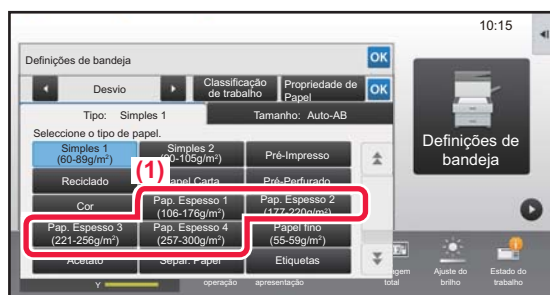 10:15
Definições de bandeja
OK
Desvio
Classificação
de trabalho
Propriedade de
Papel
OK
Tipo: Simples 1
Tamanho: Auto-AB
Seleccione o tipo de papel.
Simples 1
(60-89g/m²)
Simples 2
-105g/m²)
Pré-Impresso
Definições de
bandeja
(1)
Reciclado
Papel Carta
Pré-Perfurado
Cor
Pap. Espesso 1
(106-176g/m²)
Pap. Espesso 2
(177-220g/m²)
Pap. Espesso 3
(221-256g/m²)
Pap. Espesso 4
(257-300g/m²)
Papel fino
(55-59g/m²)
Acetato
Separ. Papel
Etiquetas
Y
operação
apresentação
total
Ajuste do
brilho
Estado do
trabalho